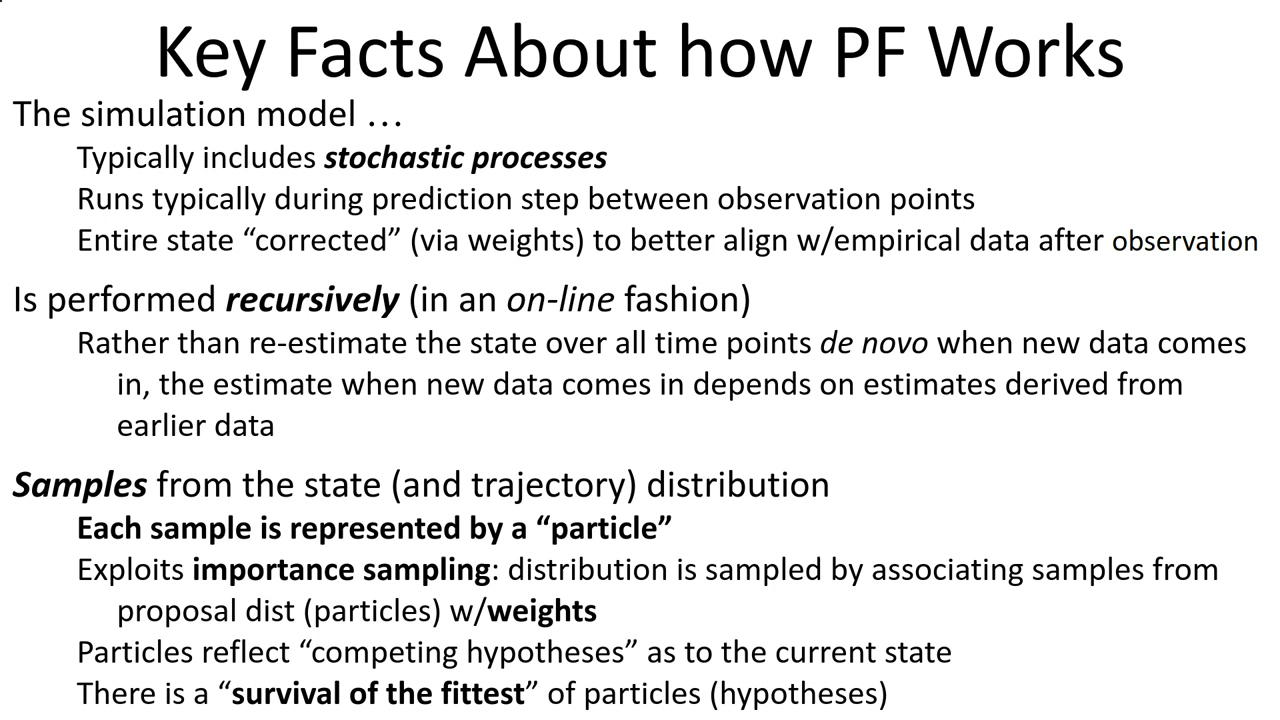 Key Facts About how PF Works
The simulation model …
Typically includes stochastic processes
Runs typically during prediction step between observation points
Entire state “corrected” (via weights) to better align w/empirical data after observation
Is performed recursively (in an on-line fashion)
Rather than re-estimate the state over all time points de novo when new data comes
in, the estimate when new data comes in depends on estimates derived from
earlier data
Samples from the state (and trajectory) distribution
Each sample is represented by a “particle”
Exploits importance sampling: distribution is sampled by associating samples from
proposal dist (particles) w/weights
Particles reflect “competing hypotheses” as to the current state
There is a “survival of the fittest” of particles (hypotheses)